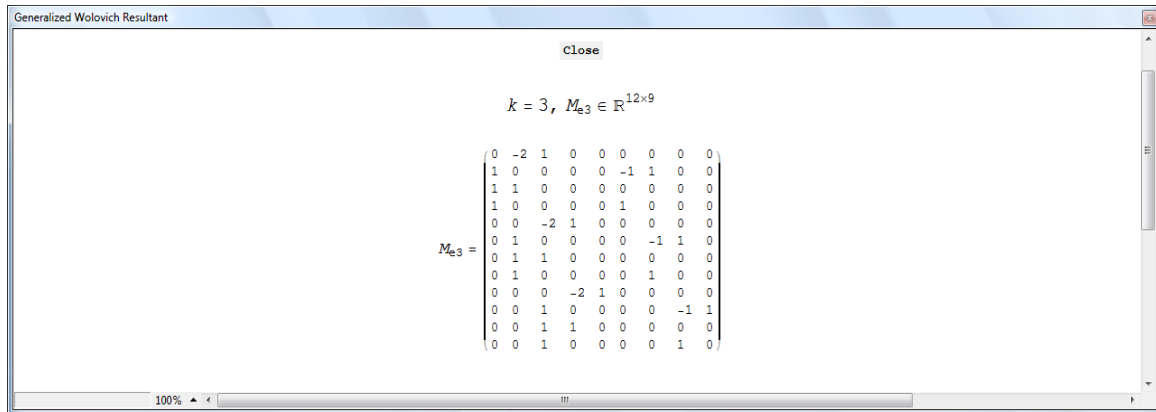 Generalized Wolovich Resultant
Close
k = 3, Mₑ₃ ∈ ℝ¹²ˣ⁹
0 -2 1 0 0 0 0 0 0
1 0 0 0 0 -1 1 0 0
1 1 0 0 0 0 0 0 0
1 0 0 0 0 1 0 0 0
0 0 -2 1 0 0 0 0 0
0 1 0 0 0 0 -1 1 0
Mₑ₃ =
0 1 1 0 0 0 0 0 0
0 1 0 0 0 0 1 0 0
0 0 0 -2 1 0 0 0 0
0 0 1 0 0 0 0 -1 1
0 0 1 1 0 0 0 0 0
0 0 1 0 0 0 0 1 0
100%